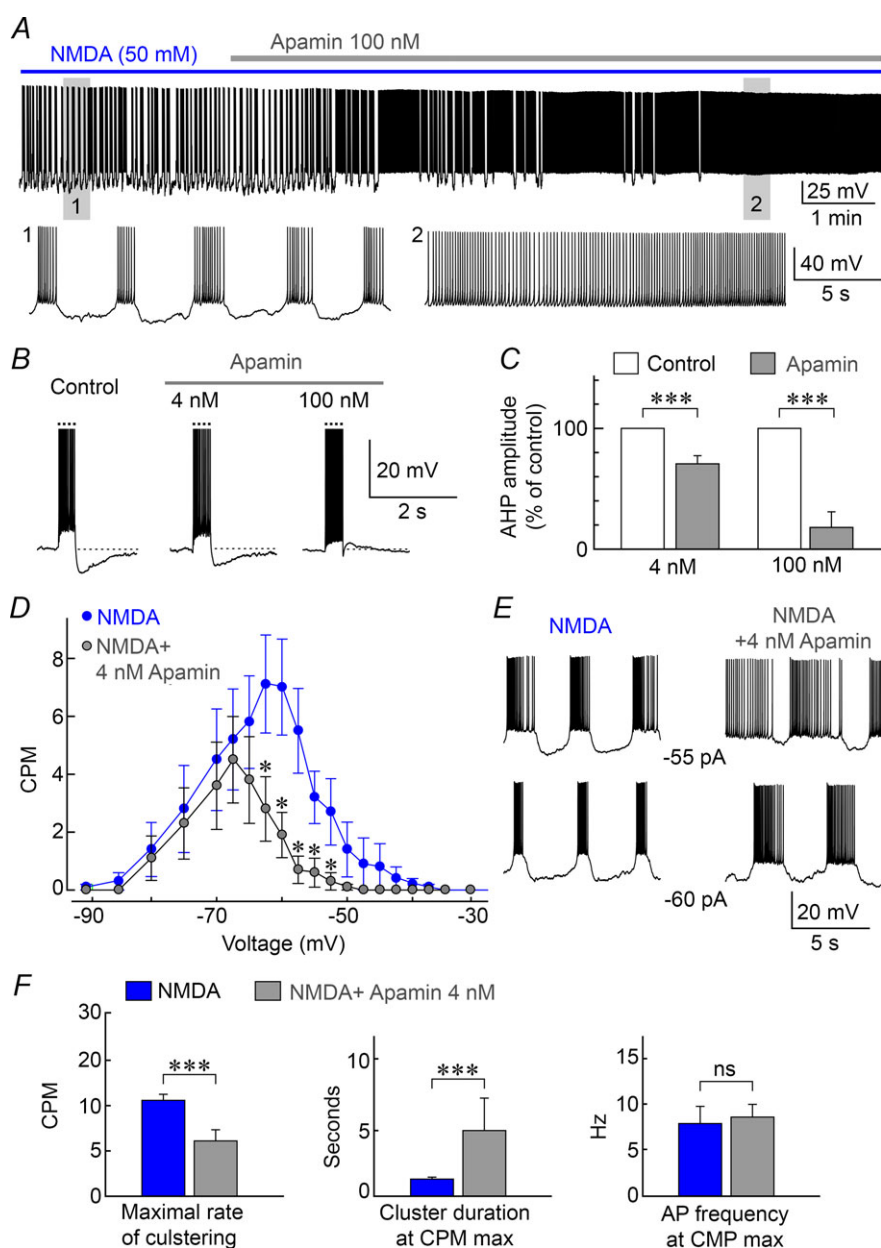 A
Apamin 100 nM
NMDA (50 mM)
1
2
25 mV
1 min
1
2
40 mV
5 s
B
Apamin
Control
4 nM
100 nM
20 mV
2 s
C
Control
Apamin
***
***
AHP amplitude
(% of control)
100
0
4 nM
100 nM
D
NMDA
NMDA+
4 nM Apamin
CPM
8
6
4
2
0
*
*
*
*
*
-90
-70
-50
-30
Voltage (mV)
E
NMDA
NMDA
+4 nM Apamin
-55 pA
-60 pA
20 mV
5 s
F
NMDA
NMDA+ Apamin 4 nM
CPM
30
20
10
5
0
***
Maximal rate
of culstering
Seconds
10
5
0
***
Cluster duration
at CPM max
Hz
15
10
5
0
ns
AP frequency
at CMP max